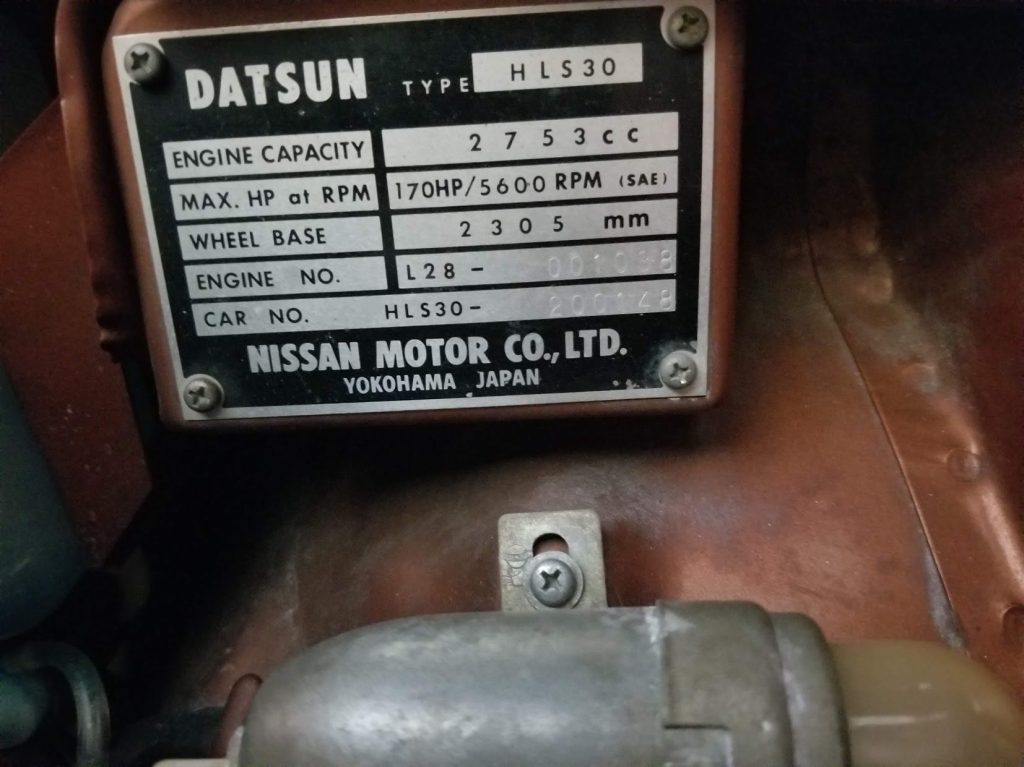 DATSUN TYPE HLS30
ENGINE CAPACITY 2753cc
MAX. HP at RPM 170HP/5600 RPM (SAE)
WHEEL BASE 2305 mm
ENGINE NO. L28-
CAR NO. HLS30- 200148
NISSAN MOTOR CO.,LTD.
YOKOHAMA JAPAN